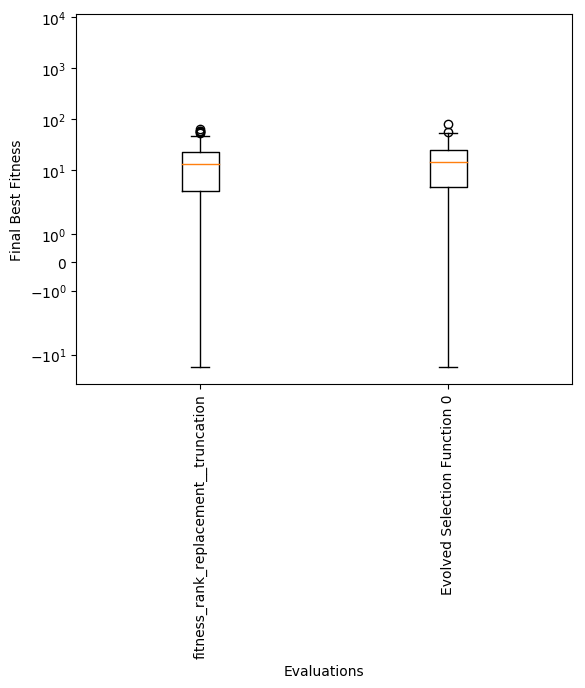 10⁴
10³
10²
10¹
10⁰
0
−10⁰
−10¹
Final Best Fitness
fitness_rank_replacement__truncation
Evolved Selection Function 0
Evaluations